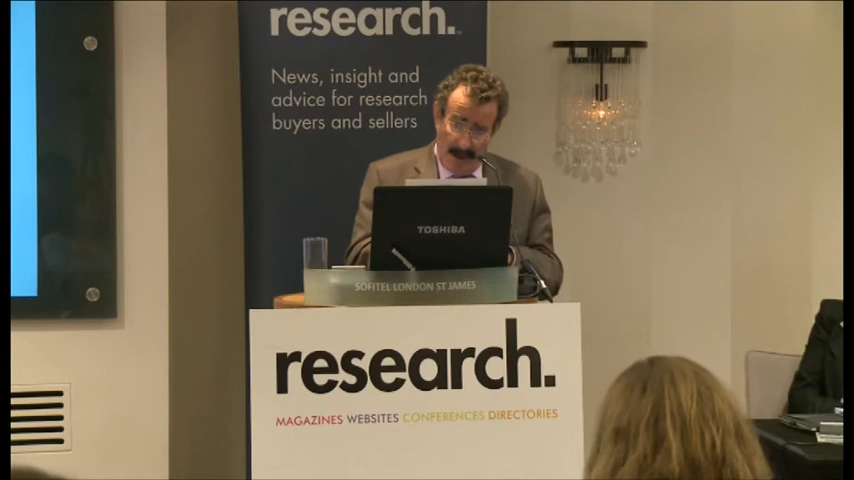 research.
News, insight and
advice for research
buyers and sellers
TOSHIBA
SOFITEL LONDON ST JAMES
research.
MAGAZINES WEBSITES CONFERENCES DIRECTORIES